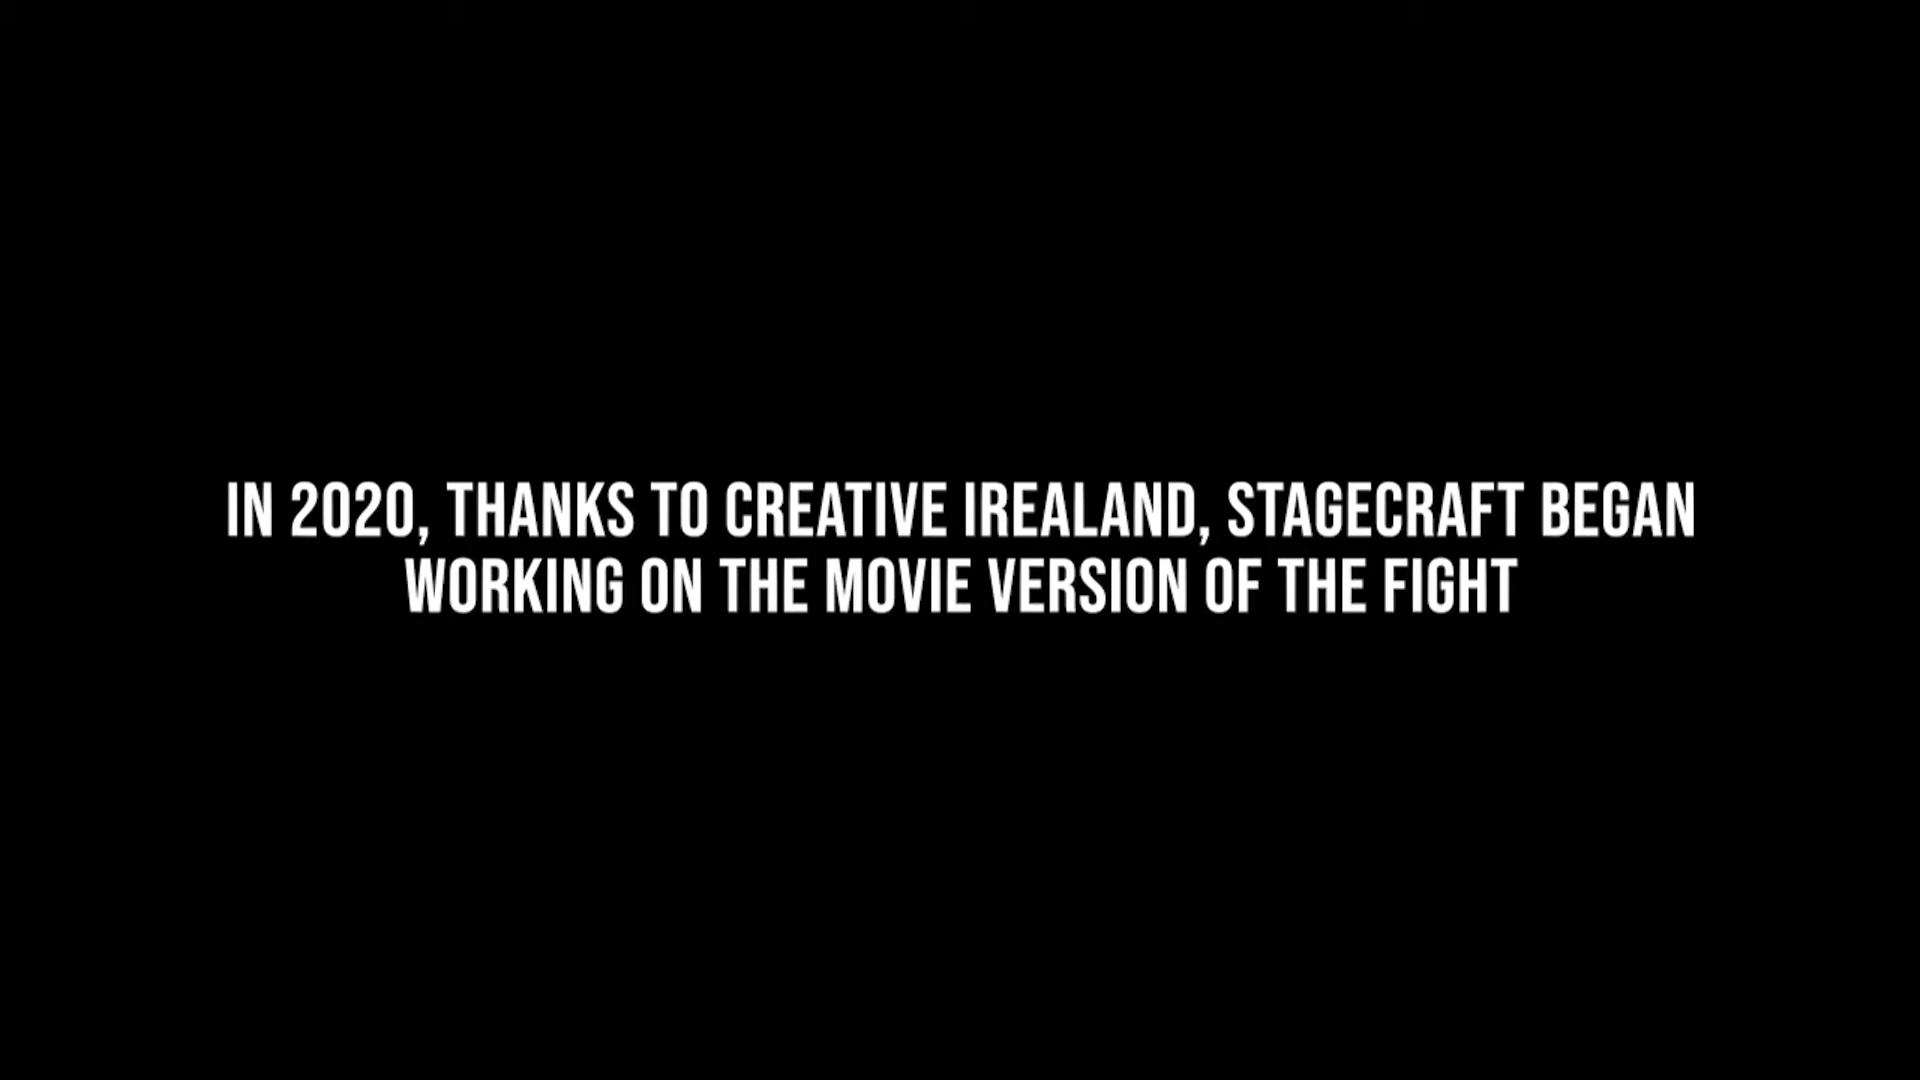 IN 2020, THANKS TO CREATIVE IREALAND, STAGECRAFT BEGAN
WORKING ON THE MOVIE VERSION OF THE FIGHT